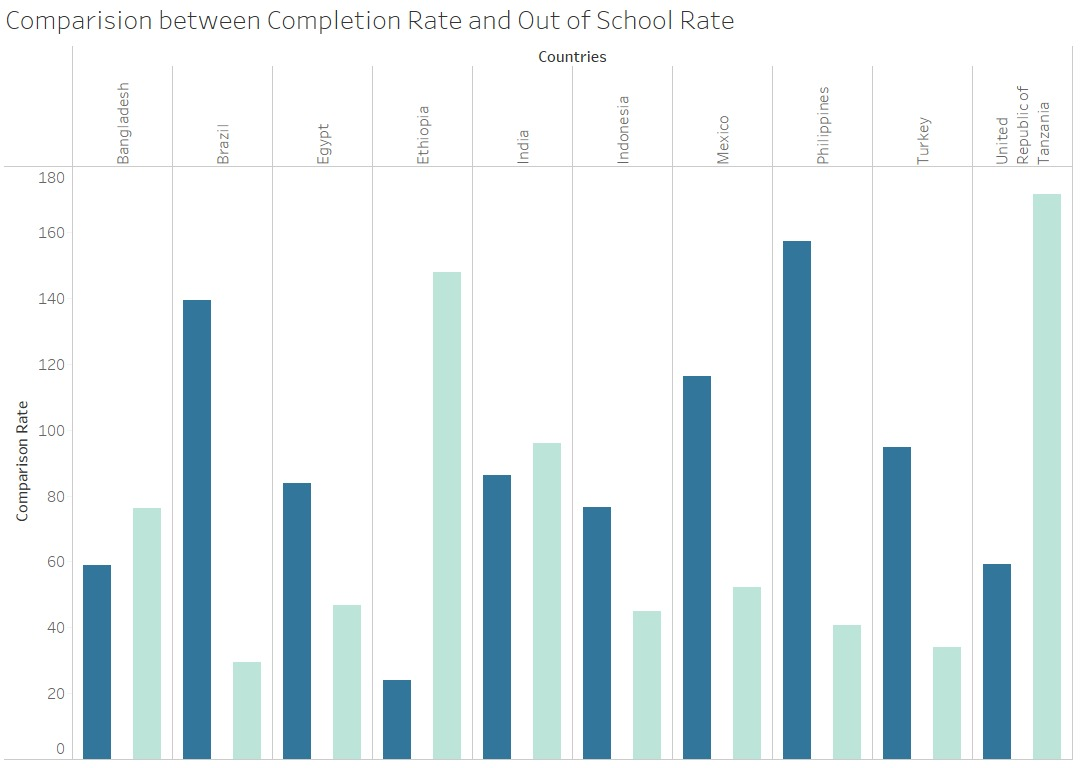 Comparision between Completion Rate and Out of School Rate
Countries
Bangladesh
Brazil
Egypt
Ethiopia
India
Indonesia
Mexico
Philippines
Turkey
United
Republic of
Tanzania
180
160
140
120
100
80
60
40
20
0
Comparison Rate